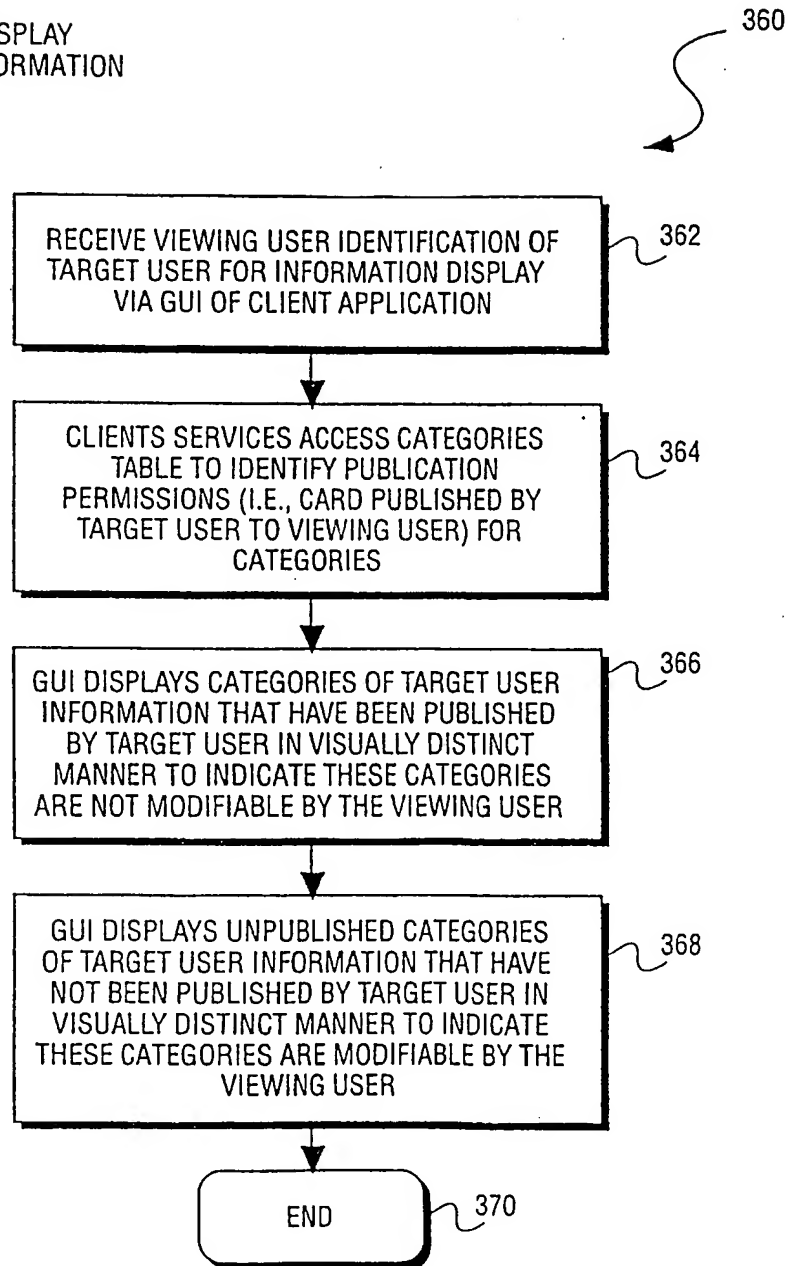 360
SPLAY
ORMATION
RECEIVE VIEWING USER IDENTIFICATION OF
TARGET USER FOR INFORMATION DISPLAY
VIA GUI OF CLIENT APPLICATION
362
CLIENTS SERVICES ACCESS CATEGORIES
TABLE TO IDENTIFY PUBLICATION
PERMISSIONS (I.E., CARD PUBLISHED BY
TARGET USER TO VIEWING USER) FOR
CATEGORIES
364
GUI DISPLAYS CATEGORIES OF TARGET USER
INFORMATION THAT HAVE BEEN PUBLISHED
BY TARGET USER IN VISUALLY DISTINCT
MANNER TO INDICATE THESE CATEGORIES
ARE NOT MODIFIABLE BY THE VIEWING USER
366
GUI DISPLAYS UNPUBLISHED CATEGORIES
OF TARGET USER INFORMATION THAT HAVE
NOT BEEN PUBLISHED BY TARGET USER IN
VISUALLY DISTINCT MANNER TO INDICATE
THESE CATEGORIES ARE MODIFIABLE BY THE
VIEWING USER
368
END
370